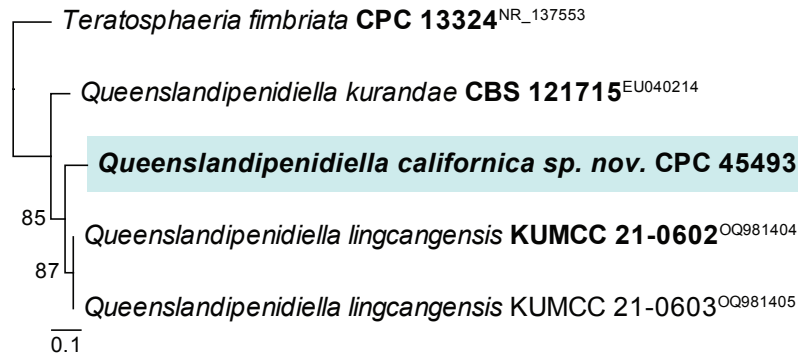 Teratosphaeria fimbriata CPC 13324NR_137553
Queenslandipenidiella kurandae CBS 121715EU040214
Queenslandipenidiella californica sp. nov. CPC 45493
85
Queenslandipenidiella lingcangensis KUMCC 21-0602OQ981404
87
Queenslandipenidiella lingcangensis KUMCC 21-0603OQ981405
0.1